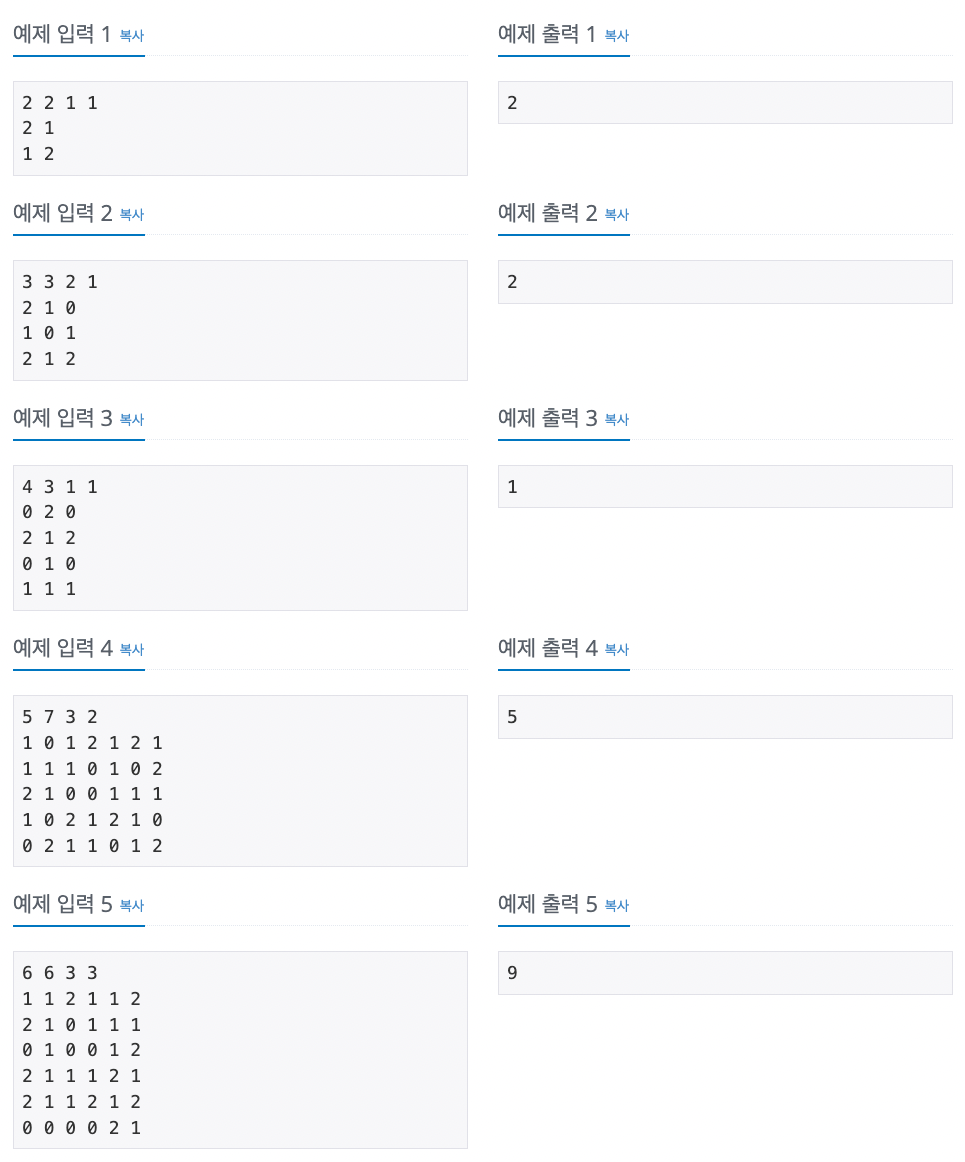 예제 입력 1 복사
2 2 1 1
2 1
1 2
예제 출력 1 복사
2
예제 입력 2 복사
3 3 2 1
2 1 0
1 0 1
2 1 2
예제 출력 2 복사
2
예제 입력 3 복사
4 3 1 1
0 2 0
2 1 2
0 1 0
1 1 1
예제 출력 3 복사
1
예제 입력 4 복사
5 7 3 2
1 0 1 2 1 2 1
1 1 1 0 1 0 2
2 1 0 0 1 1 1
1 0 2 1 2 1 0
0 2 1 1 0 1 2
예제 출력 4 복사
5
예제 입력 5 복사
6 6 3 3
1 1 2 1 1 2
2 1 0 1 1 1
0 1 0 0 1 2
2 1 1 1 2 1
2 1 1 2 1 2
0 0 0 0 2 1
예제 출력 5 복사
9